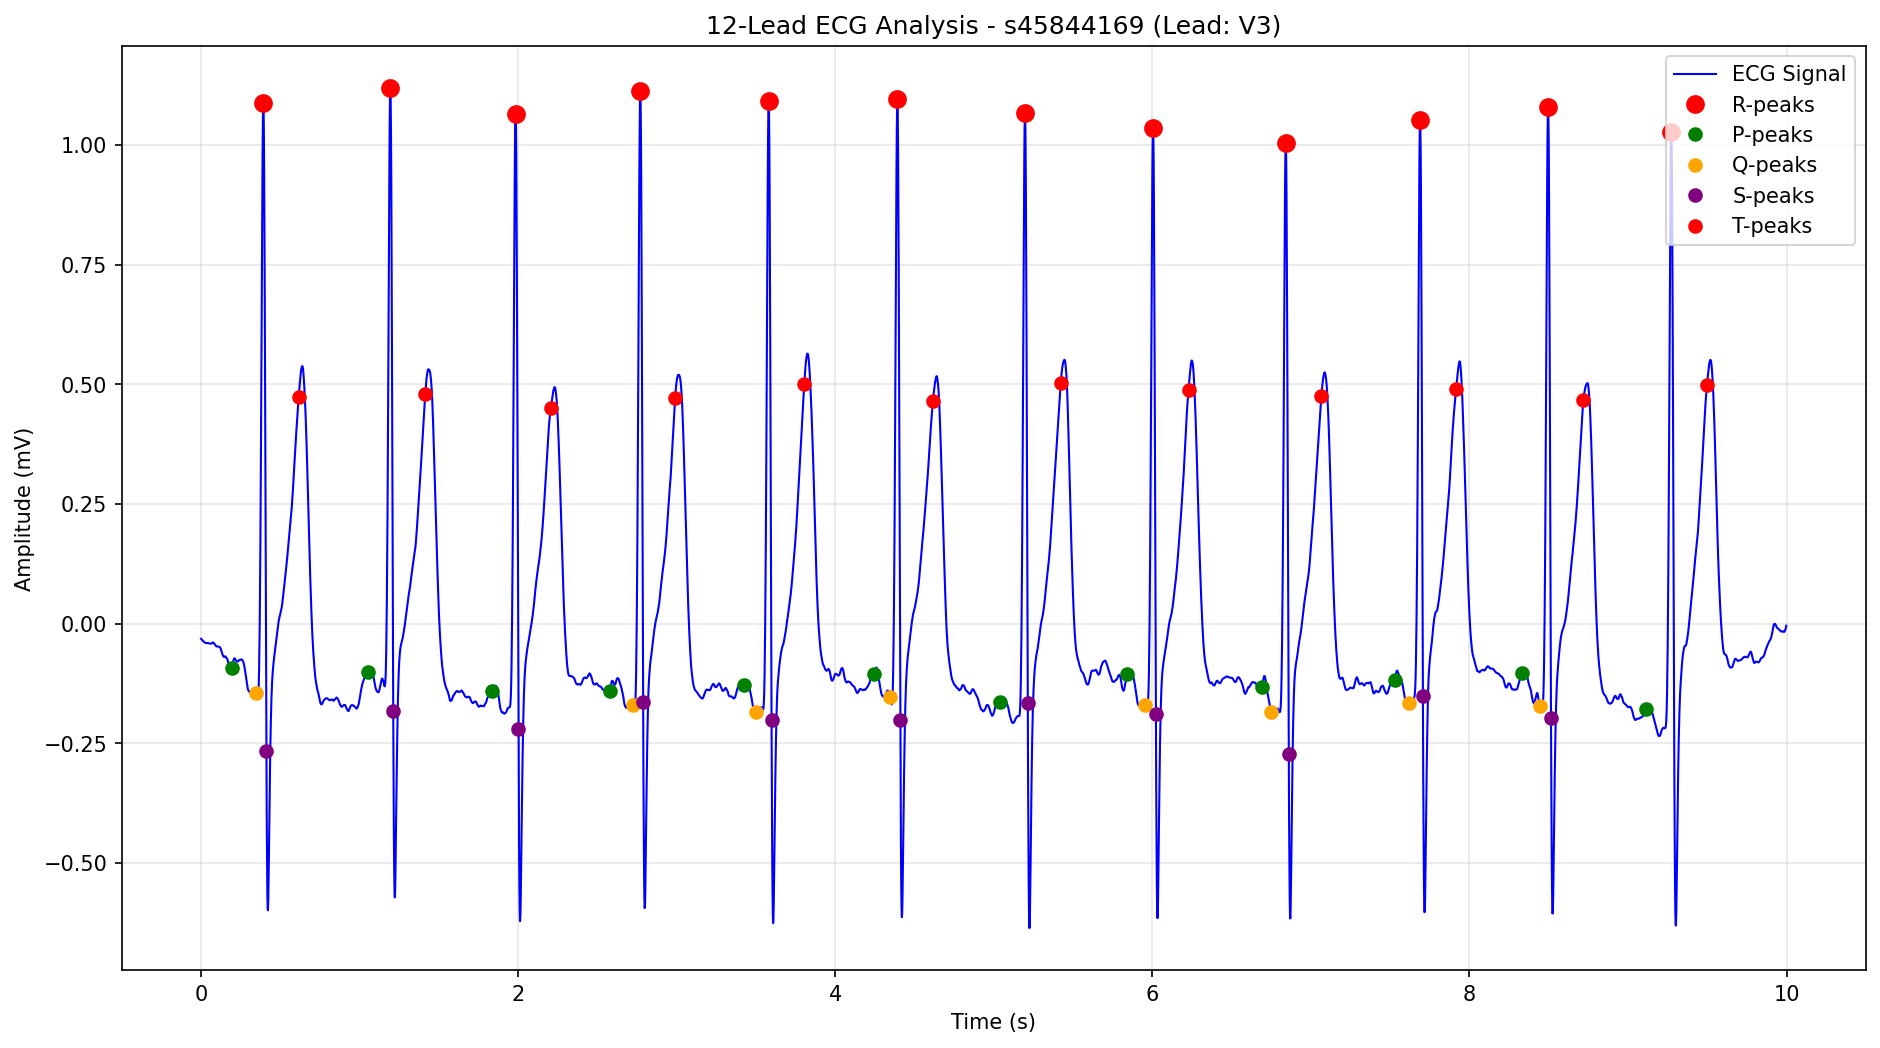 12-Lead ECG Analysis - s45844169 (Lead: V3)
ECG Signal
R-peaks
P-peaks
Q-peaks
S-peaks
T-peaks
1.00
0.75
0.50
0.25
0.00
−0.25
−0.50
Amplitude (mV)
0 2 4 6 8 10
Time (s)